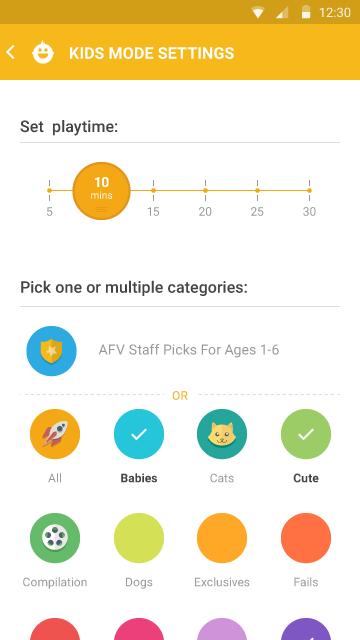 12:30
KIDS MODE SETTINGS
Set playtime:
10
mins
5 15 20 25 30
Pick one or multiple categories:
AFV Staff Picks For Ages 1-6
OR
All Babies Cats Cute
Compilation Dogs Exclusives Fails